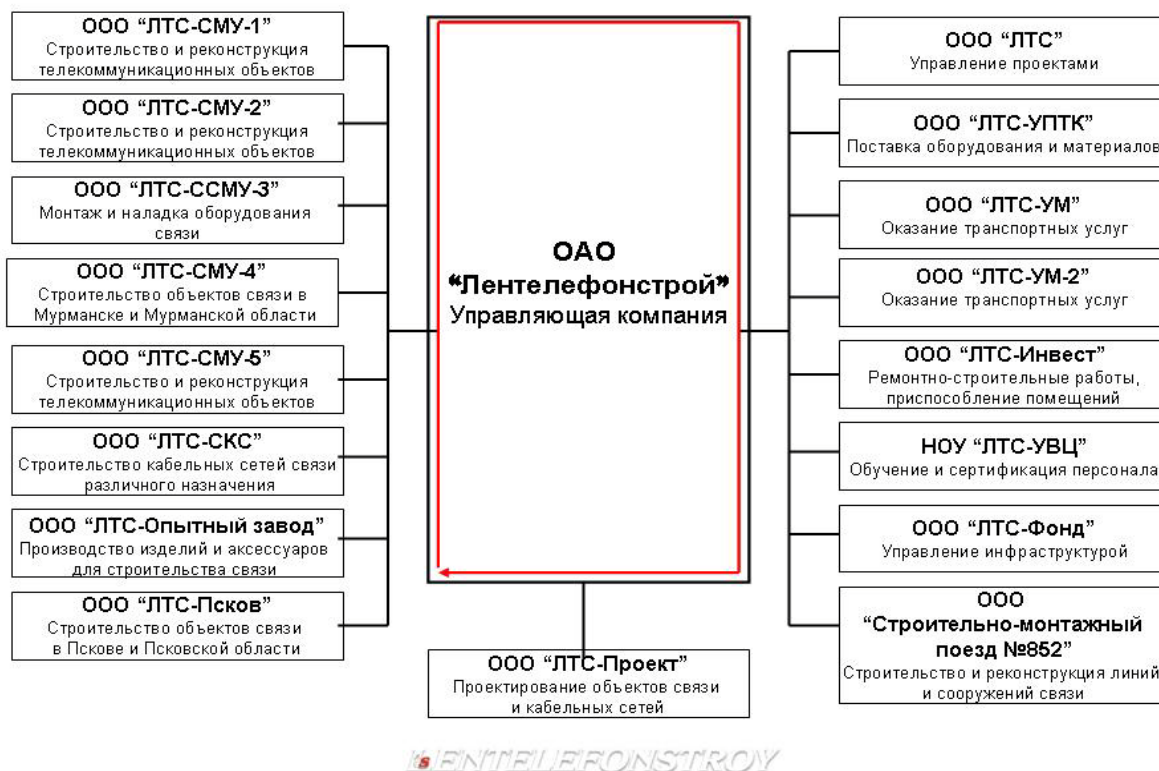 ООО “ЛТС-СМУ-1”
Строительство и реконструкция
телекоммуникационных объектов
ООО “ЛТС-СМУ-2”
Строительство и реконструкция
телекоммуникационных объектов
ООО “ЛТС-ССМУ-3”
Монтаж и наладка оборудования
связи
ООО “ЛТС-СМУ-4”
Строительство объектов связи в
Мурманске и Мурманской области
ООО “ЛТС-СМУ-5”
Строительство и реконструкция
телекоммуникационных объектов
ООО “ЛТС-СКС”
Строительство кабельных сетей связи
различного назначения
ООО “ЛТС-Опытный завод”
Производство изделий и аксессуаров
для строительства связи
ООО “ЛТС-Псков”
Строительство объектов связи
в Пскове и Псковской области
ОАО
“Лентелефонстрой”
Управляющая компания
ООО “ЛТС-Проект”
Проектирование объектов связи
и кабельных сетей
ООО “ЛТС”
Управление проектами
ООО “ЛТС-УПТК”
Поставка оборудования и материалов
ООО “ЛТС-УМ”
Оказание транспортных услуг
ООО “ЛТС-УМ-2”
Оказание транспортных услуг
ООО “ЛТС-Инвест”
Ремонтно-строительные работы,
приспособление помещений
НОУ “ЛТС-УВЦ”
Обучение и сертификация персонала
ООО “ЛТС-Фонд”
Управление инфраструктурой
ООО
“Строительно-монтажный
поезд №852”
Строительство и реконструкция линий
и сооружений связи
LENTELEFONSTROY